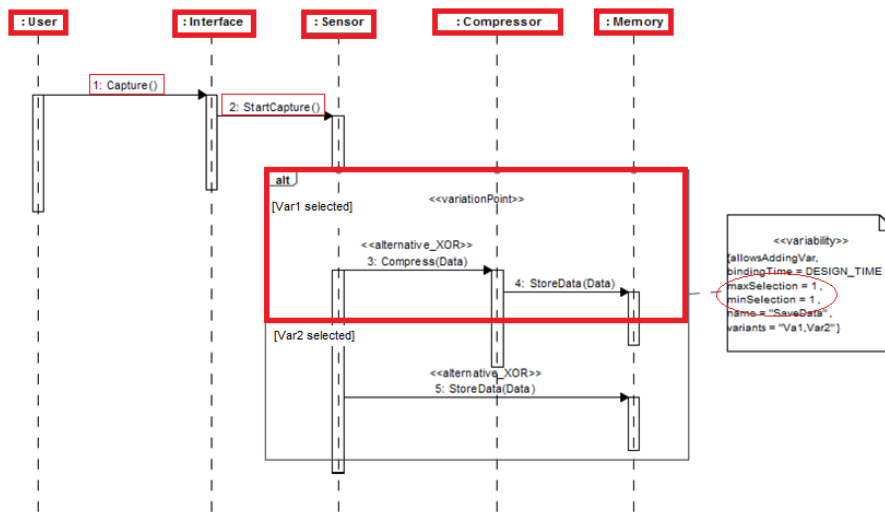 : User
: Interface
: Sensor
: Compressor
: Memory
1: Capture()
2: StartCapture()
alt
<<variationPoint>>
[Var1 selected]
<<alternative_XOR>>
3: Compress(Data)
4: StoreData(Data)
<<variability>>
{allowsAddingVar,
bindingTime = DESIGN_TIME
maxSelection = 1 ,
minSelection = 1 ,
name = "SaveData" ,
variants = "Va1,Var2" }
[Var2 selected]
<<alternative_XOR>>
5: StoreData(Data)